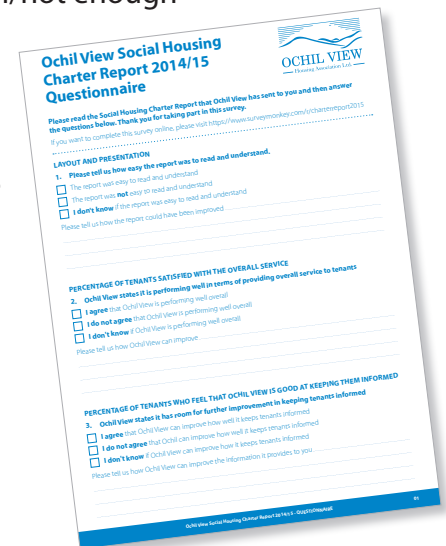 not enough
Ochil View Social Housing
Charter Report 2014/15
Questionnaire
OCHIL VIEW
Housing Association Ltd.
Please read the Social Housing Charter Report that Ochil View has sent to you and then answer
the questions below. Thank you for taking part in this survey.
If you want to complete this survey online, please visit https://www.surveymonkey.com/s/charterreport2015
LAYOUT AND PRESENTATION
1. Please tell us how easy the report was to read and understand.
The report was easy to read and understand
The report was not easy so read and understand
I don't know if the report was easy to read and understand
Please tell us how the report could have been improved
PERCENTAGE OF TENANTS SATISFIED WITH THE OVERALL SERVICE
2. Ochil View states it is performing well in terms of providing overall service to tenants
I agree that Ochil View is performing well overall
I do not agree that Ochil View is performing well overall
I don't know if Ochil View is performing well overall
Please tell us how Ochil View can improve
PERCENTAGE OF TENANTS WHO FEEL THAT OCHIL VIEW IS GOOD AT KEEPING THEM INFORMED
3. Ochil View states it has room for further improvement in keeping tenants informed
I agree that Ochil View can improve how well it keeps tenants informed
I do not agree that Ochil can improve how well it keeps tenants informed
I don't know if Ochil View can improve how it keeps tenants informed
Please tell us how Ochil View can improve the information it provides to you
Ochil View Social Housing Charter Report 2014/15 - QUESTIONNAIRE
01